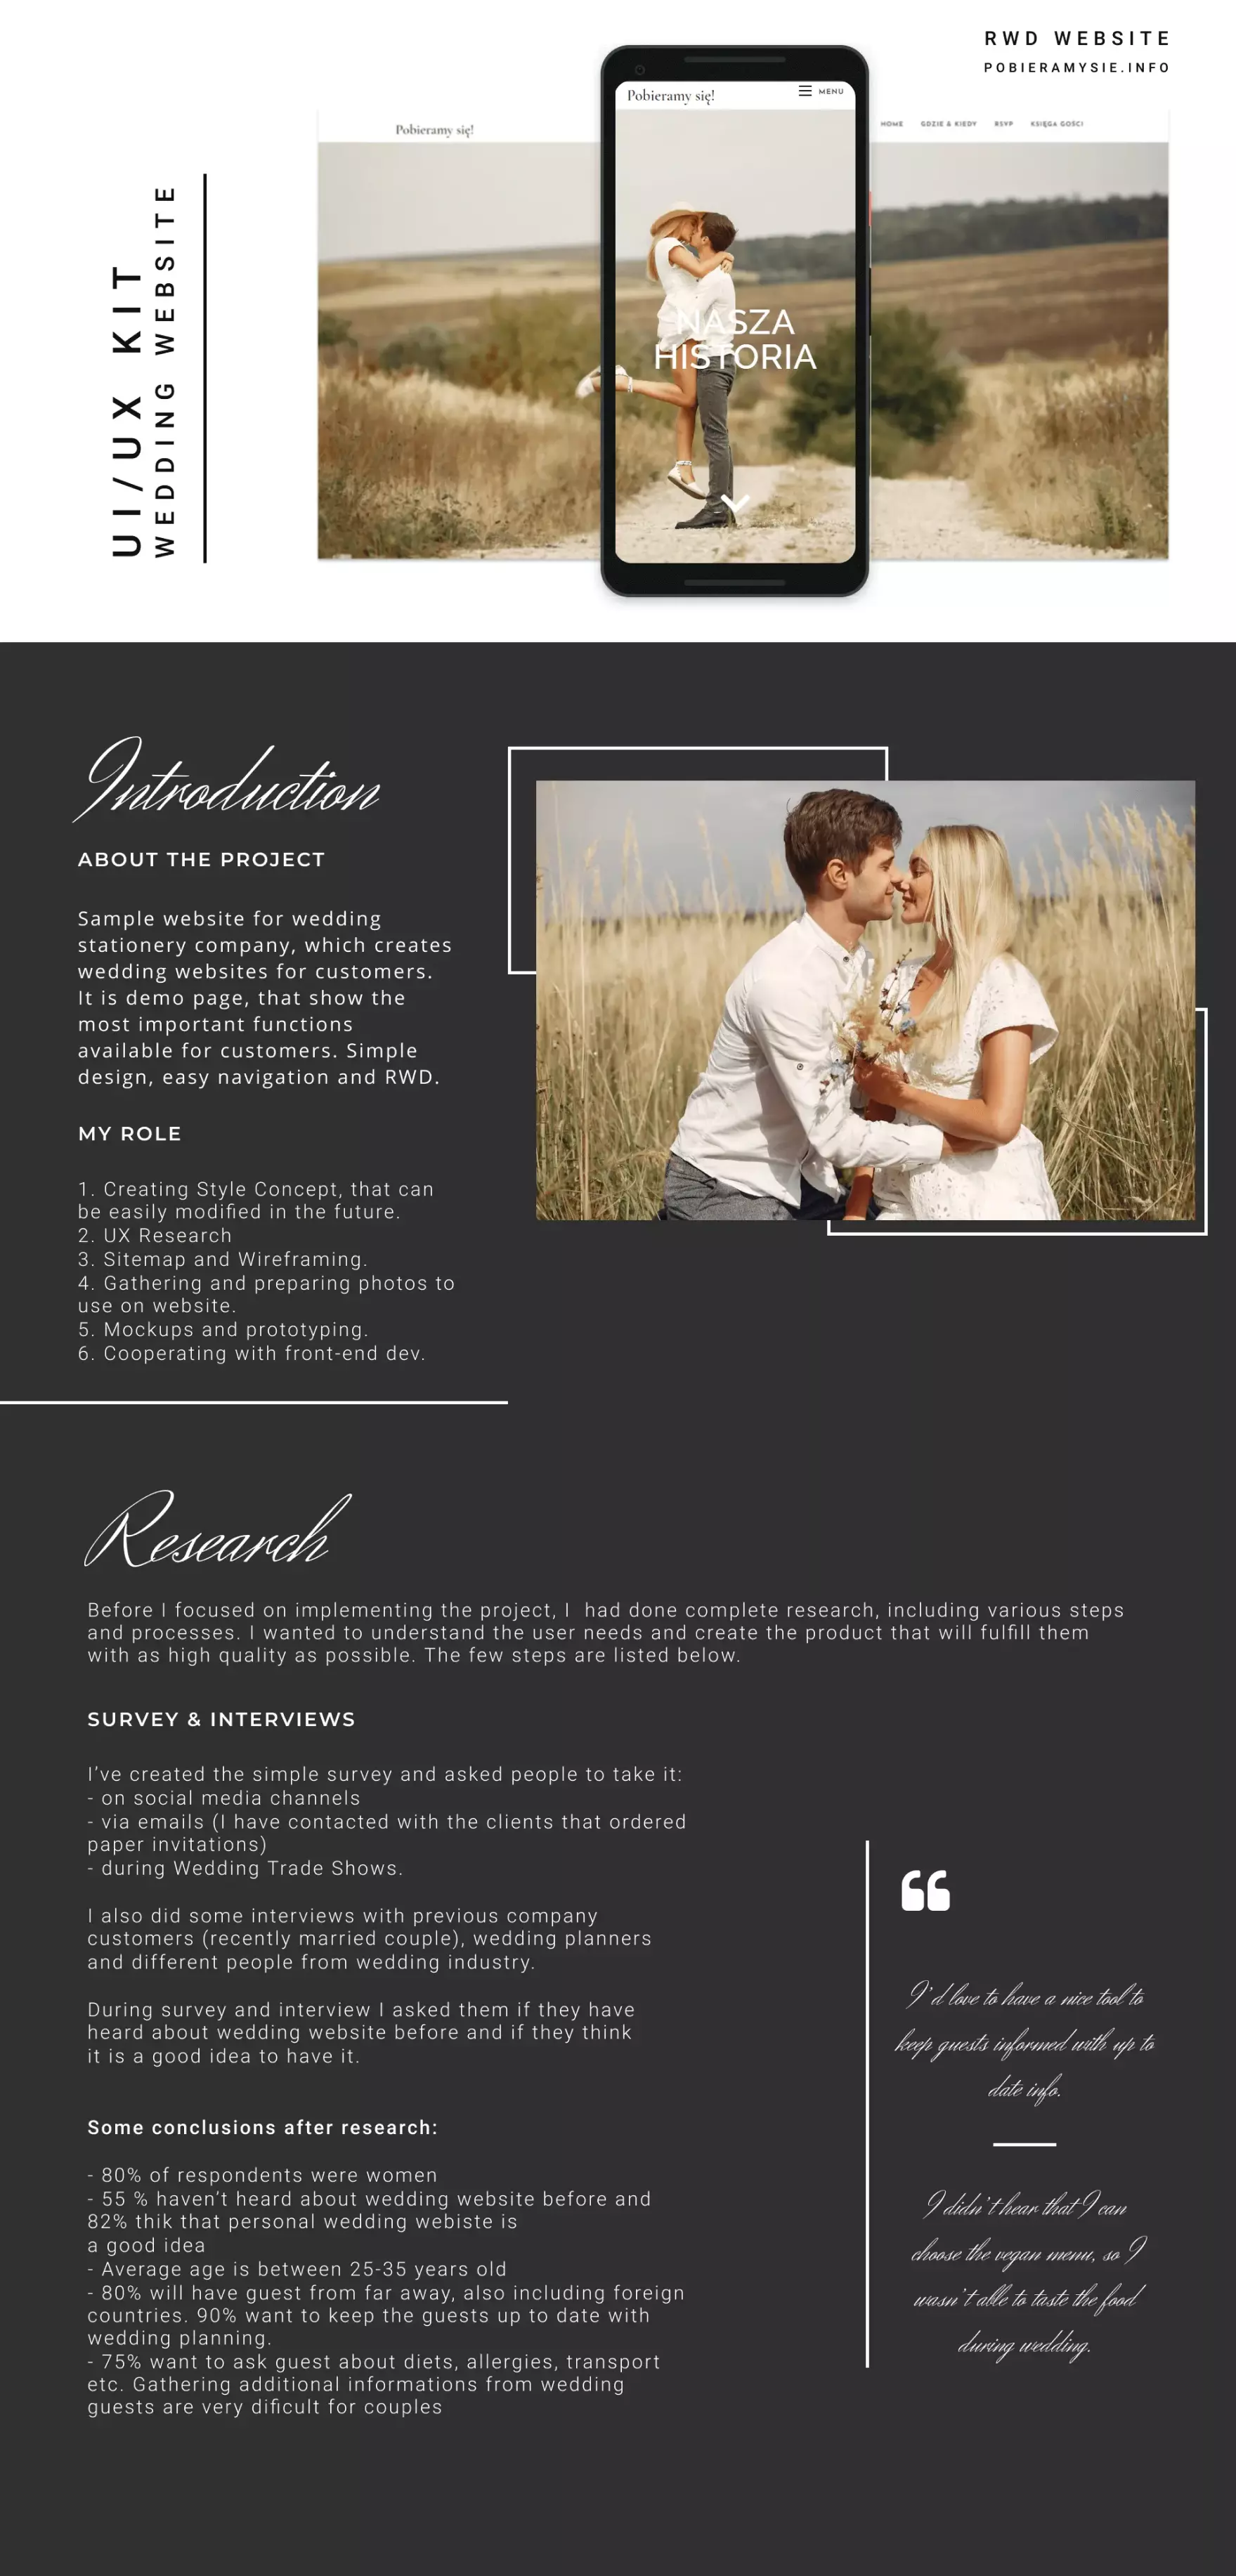 RWD WEBSITE
POBIERAMYSIE.INFO
Pobieramy się!
MENU
Pobieramy się!
HOME GDZIE & KIEDY RSVP KSIĘGA GOŚCI
UI/UX KIT
WEDDING WEBSITE
NASZA
HISTORIA
Introduction
ABOUT THE PROJECT
Sample website for wedding
stationery company, which creates
wedding websites for customers.
It is demo page, that show the
most important functions
available for customers. Simple
design, easy navigation and RWD.
MY ROLE
1. Creating Style Concept, that can
be easily modified in the future.
2. UX Research
3. Sitemap and Wireframing.
4. Gathering and preparing photos to
use on website.
5. Mockups and prototyping.
6. Cooperating with front-end dev.
Research
Before I focused on implementing the project, I had done complete research, including various steps
and processes. I wanted to understand the user needs and create the product that will fulfill them
with as high quality as possible. The few steps are listed below.
SURVEY & INTERVIEWS
I've created the simple survey and asked people to take it:
- on social media channels
- via emails (I have contacted with the clients that ordered
paper invitations)
- during Wedding Trade Shows.
I also did some interviews with previous company
customers (recently married couple), wedding planners
and different people from wedding industry.
During survey and interview I asked them if they have
heard about wedding website before and if they think
it is a good idea to have it.
Some conclusions after research:
- 80% of respondents were women
- 55 % haven't heard about wedding website before and
82% thik that personal wedding webiste is
a good idea
- Average age is between 25-35 years old
- 80% will have guest from far away, also including foreign
countries. 90% want to keep the guests up to date with
wedding planning.
- 75% want to ask guest about diets, allergies, transport
etc. Gathering additional informations from wedding
guests are very dificult for couples
“
I'd love to have a nice tool to
keep guests informed with up to
date info.
I didn't hear that I can
choose the vegan menu, so I
wasn't able to taste the food
during wedding.